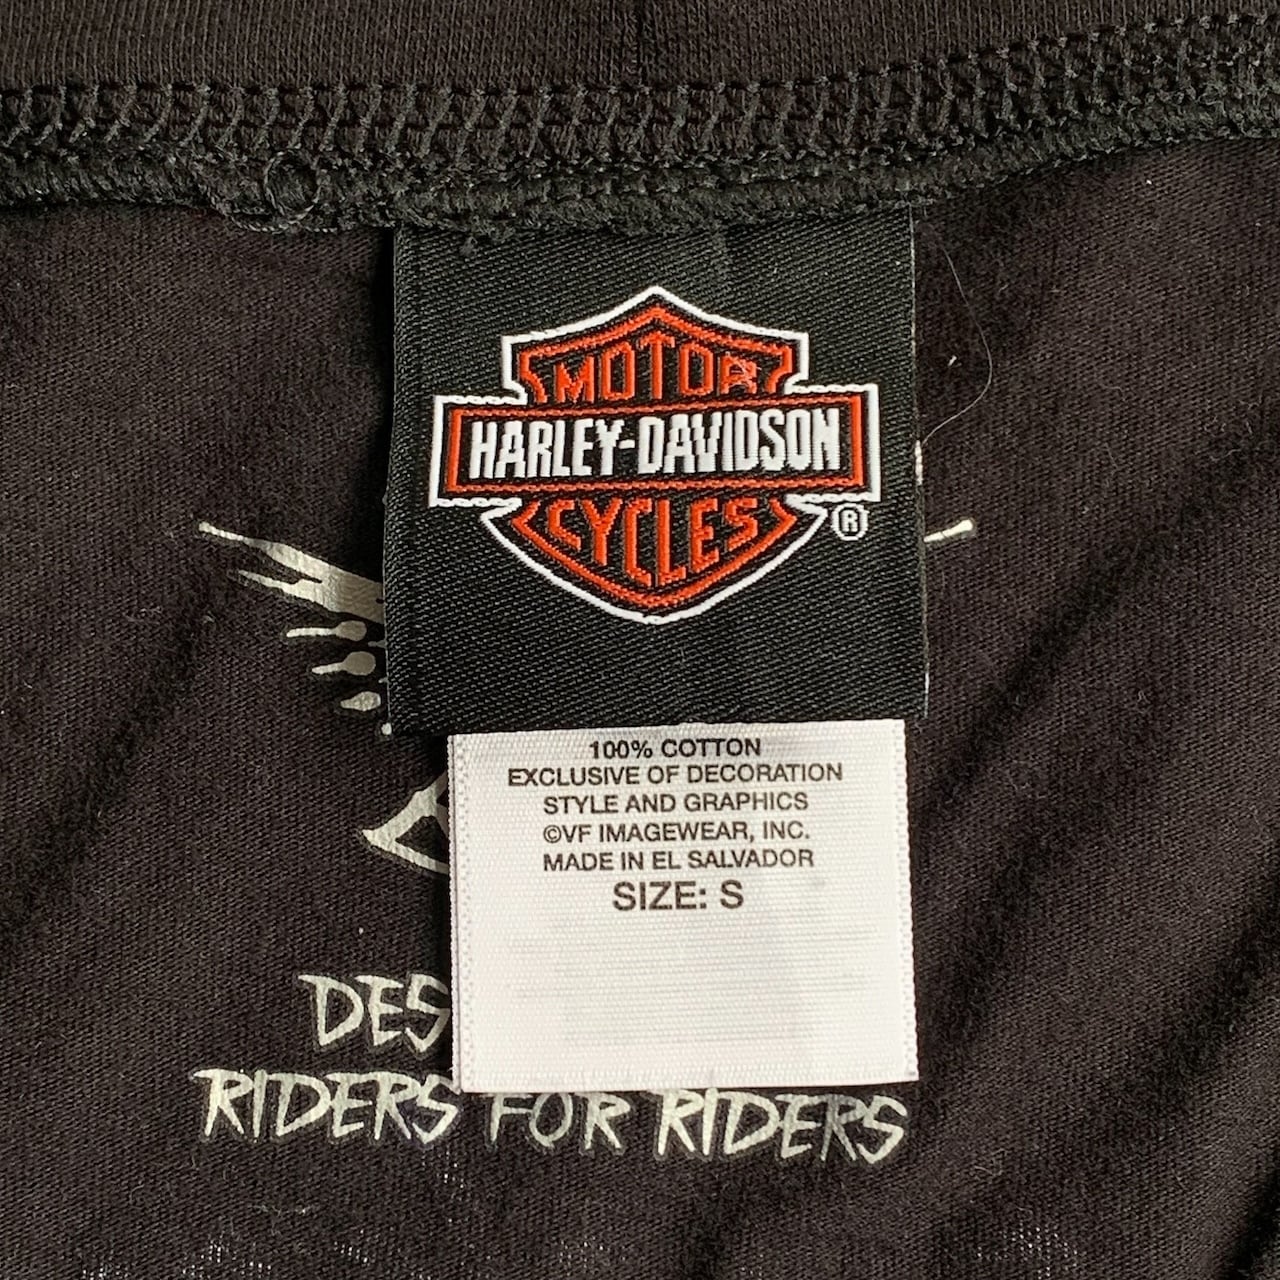 MOTOR
HARLEY-DAVIDSON
CYCLES
®
100% COTTON
EXCLUSIVE OF DECORATION
STYLE AND GRAPHICS
©VF IMAGEWEAR, INC.
MADE IN EL SALVADOR
SIZE: S
DES
RIDERS FOR RIDERS